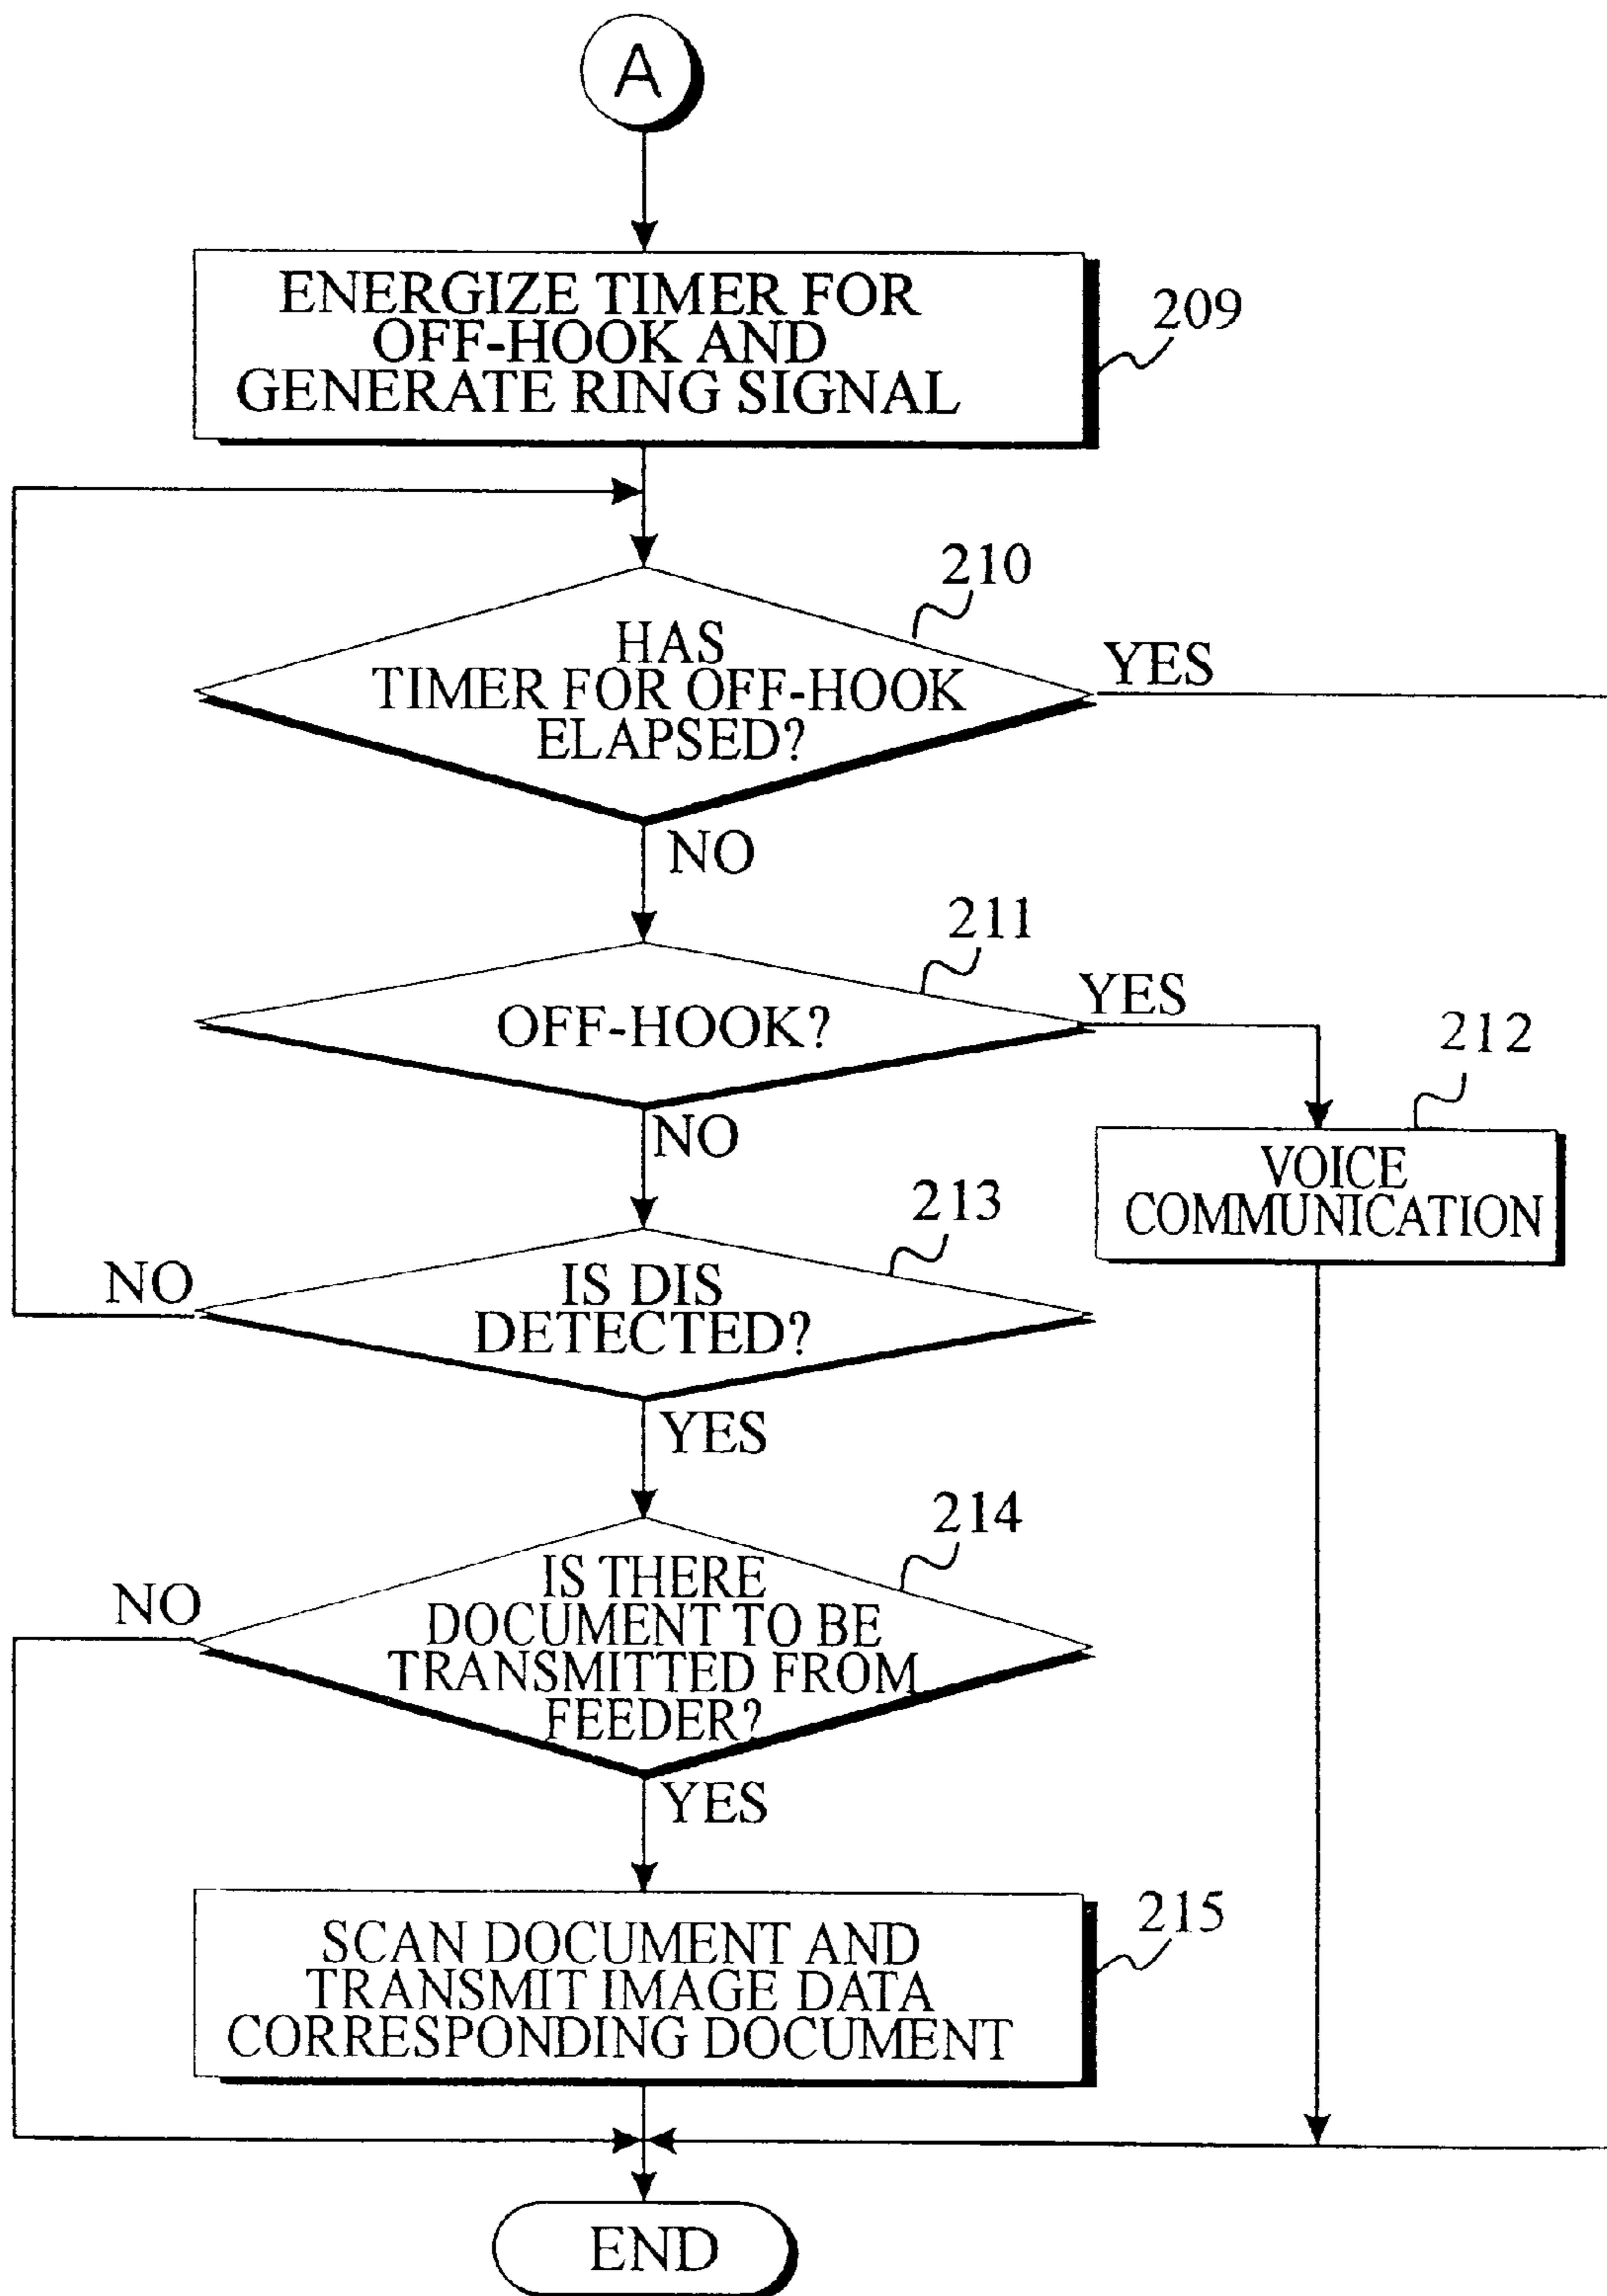 A
ENERGIZE TIMER FOR
OFF-HOOK AND
GENERATE RING SIGNAL
209
210
HAS
TIMER FOR OFF-HOOK
ELAPSED?
YES
NO
211
OFF-HOOK?
YES
NO
212
VOICE
COMMUNICATION
213
IS DIS
DETECTED?
NO
YES
214
IS THERE
DOCUMENT TO BE
TRANSMITTED FROM
FEEDER?
NO
YES
215
SCAN DOCUMENT AND
TRANSMIT IMAGE DATA
CORRESPONDING DOCUMENT
END